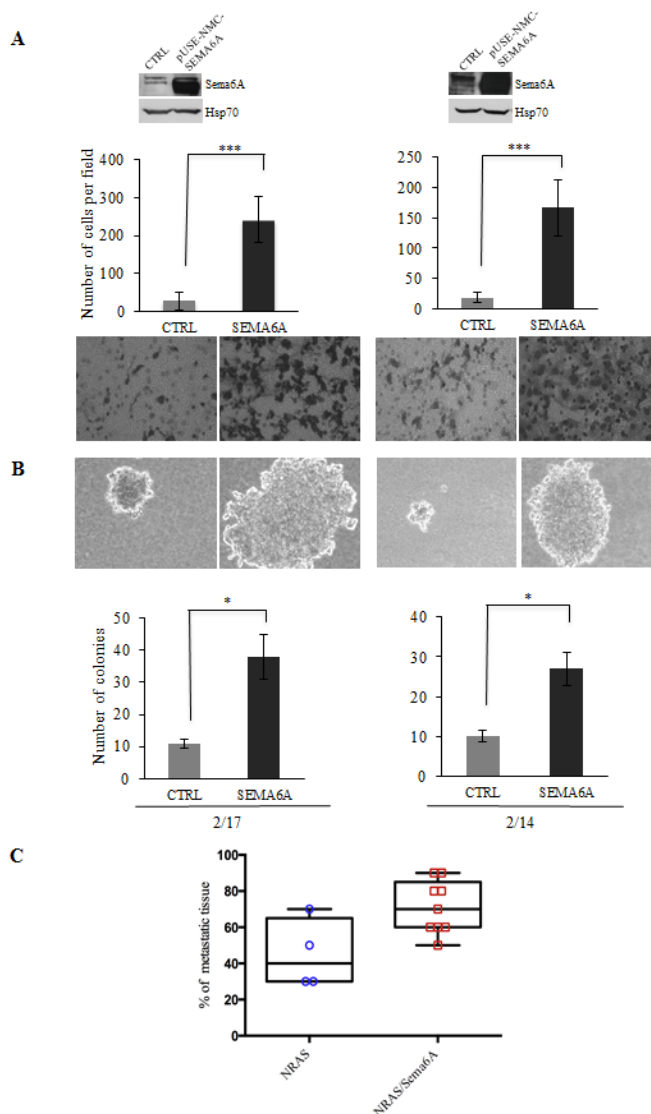 A
CTRL
pUSE-NMC-
SEMA6A
Sema6A
Hsp70
CTRL
pUSE-NMC-
SEMA6A
Sema6A
Hsp70
Number of cells per field
400
300
200
100
0
***
CTRL SEMA6A
250
200
150
100
50
0
***
CTRL SEMA6A
B
Number of colonies
50
40
30
20
10
0
*
CTRL SEMA6A
2/17
40
30
20
10
0
*
CTRL SEMA6A
2/14
C
% of metastatic tissue
100
80
60
40
20
0
NRAS
NRAS/Sema6A